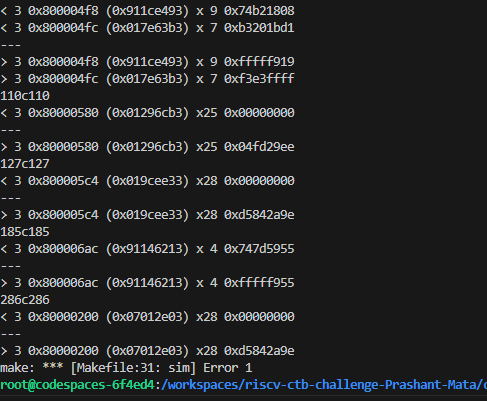 < 3 0x800004f8 (0x911ce493) x 9 0x74b21808
< 3 0x800004fc (0x017e63b3) x 7 0xb3201bd1
---
> 3 0x800004f8 (0x911ce493) x 9 0xfffff919
> 3 0x800004fc (0x017e63b3) x 7 0xf3e3ffff
110c110
< 3 0x80000580 (0x01296cb3) x25 0x00000000
---
> 3 0x80000580 (0x01296cb3) x25 0x04fd29ee
127c127
< 3 0x800005c4 (0x019cee33) x28 0x00000000
---
> 3 0x800005c4 (0x019cee33) x28 0xd5842a9e
185c185
< 3 0x800006ac (0x91146213) x 4 0x747d5955
---
> 3 0x800006ac (0x91146213) x 4 0xfffff955
286c286
< 3 0x80000200 (0x07012e03) x28 0x00000000
---
> 3 0x80000200 (0x07012e03) x28 0xd5842a9e
make: *** [Makefile:31: sim] Error 1
root@codespaces-6f4ed4:/workspaces/riscv-ctb-challenge-Prashant-Mata/c